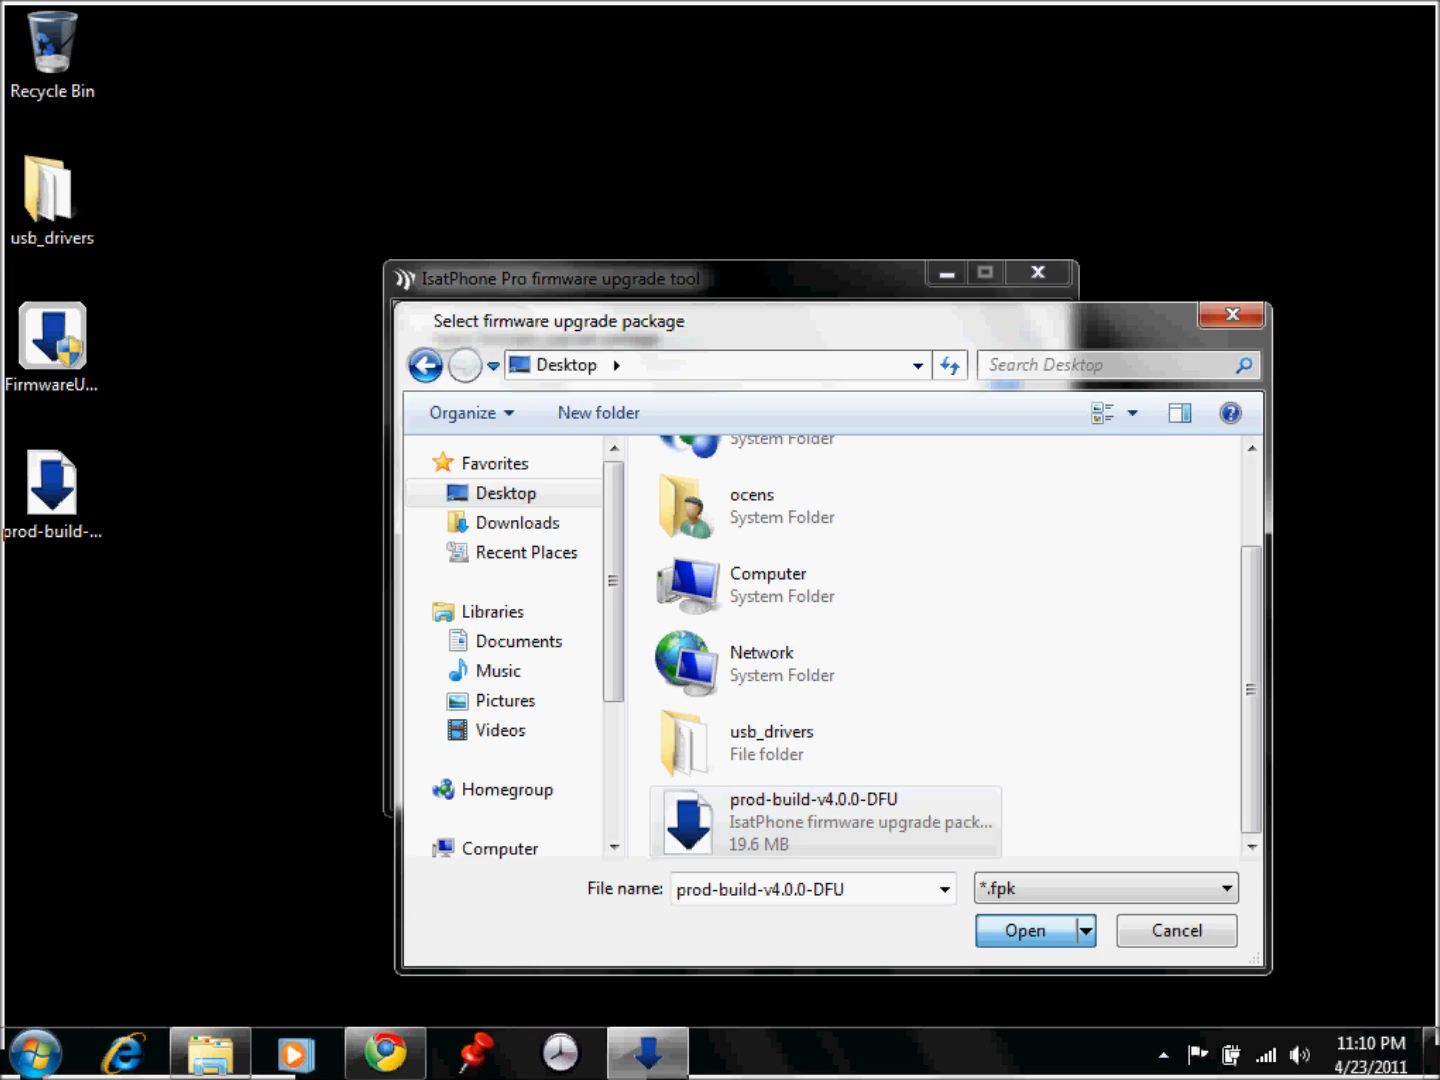 Recycle Bin
usb_drivers
FirmwareU...
prod-build-...
IsatPhone Pro firmware upgrade tool
Select firmware upgrade package
Desktop
Search Desktop
Organize
New folder
Favorites
Desktop
Downloads
Recent Places
Libraries
Documents
Music
Pictures
Videos
Homegroup
Computer
System Folder
ocens
System Folder
Computer
System Folder
Network
System Folder
usb_drivers
File folder
prod-build-v4.0.0-DFU
IsatPhone firmware upgrade pack...
19.6 MB
File name: prod-build-v4.0.0-DFU
*.fpk
Open
Cancel
11:10 PM
4/23/2011